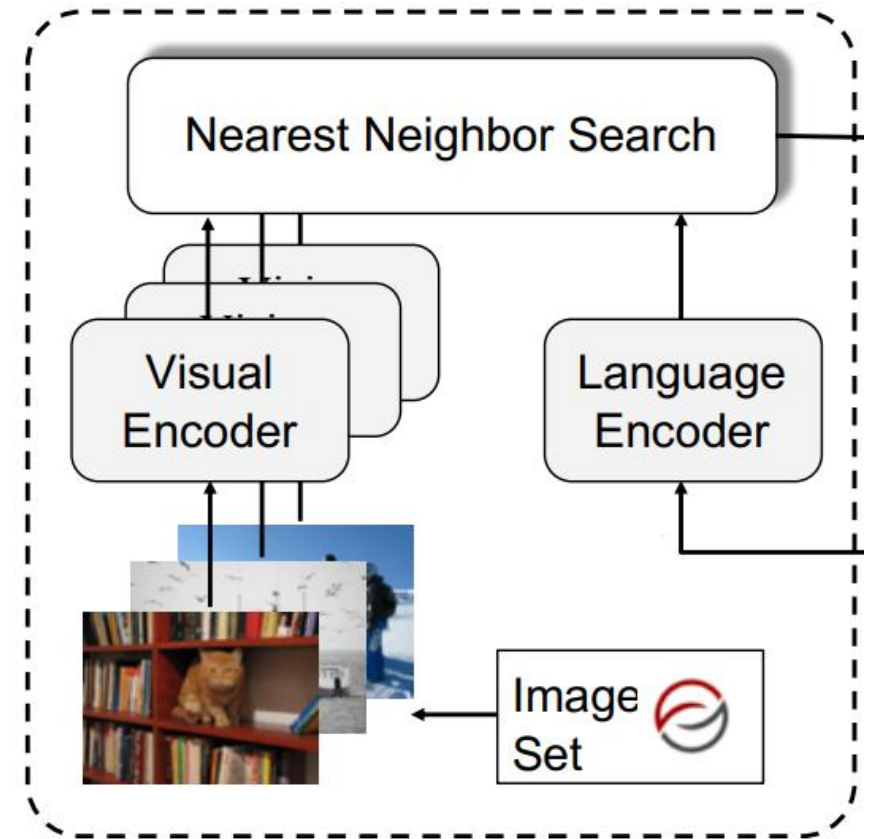 Nearest Neighbor Search
Visual
Encoder
Language
Encoder
Image
Set